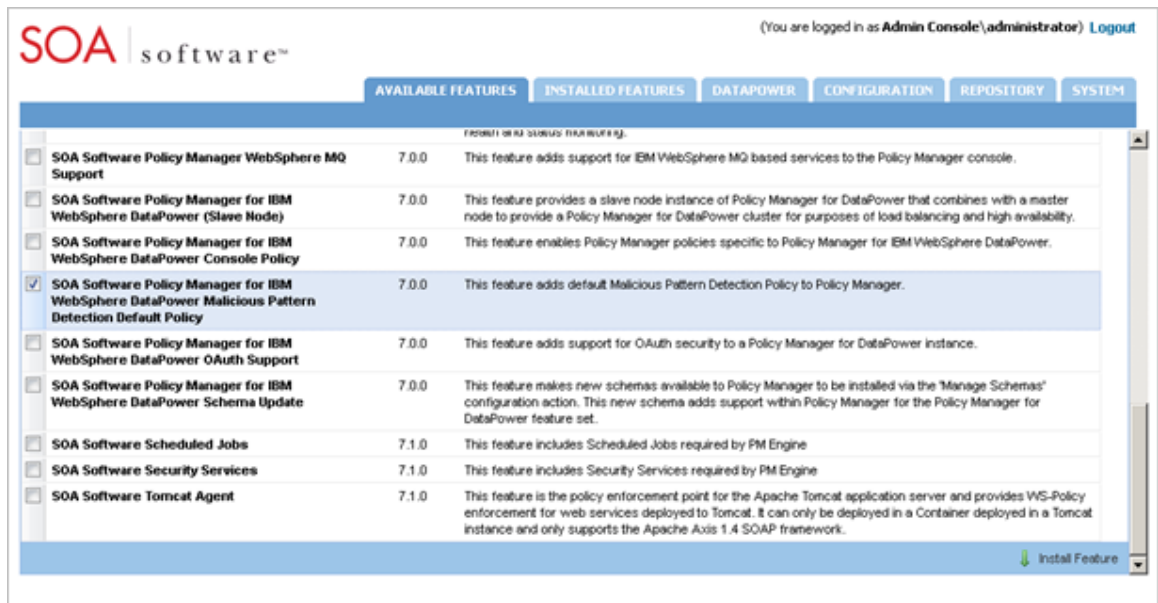 (You are logged in as Admin Console\administrator) Logout
SOA software™
AVAILABLE FEATURES INSTALLED FEATURES DATAPOWER CONFIGURATION REPOSITORY SYSTEM
health and status monitoring.
SOA Software Policy Manager WebSphere MQ 7.0.0 This feature adds support for IBM WebSphere MQ based services to the Policy Manager console.
Support
SOA Software Policy Manager for IBM 7.0.0 This feature provides a slave node instance of Policy Manager for DataPower that combines with a master
WebSphere DataPower (Slave Node) node to provide a Policy Manager for DataPower cluster for purposes of load balancing and high availability.
SOA Software Policy Manager for IBM 7.0.0 This feature enables Policy Manager policies specific to Policy Manager for IBM WebSphere DataPower.
WebSphere DataPower Console Policy
SOA Software Policy Manager for IBM 7.0.0 This feature adds default Malicious Pattern Detection Policy to Policy Manager.
WebSphere DataPower Malicious Pattern
Detection Default Policy
SOA Software Policy Manager for IBM 7.0.0 This feature adds support for OAuth security to a Policy Manager for DataPower instance.
WebSphere DataPower OAuth Support
SOA Software Policy Manager for IBM 7.0.0 This feature makes new schemas available to Policy Manager to be installed via the "Manage Schemas"
WebSphere DataPower Schema Update configuration action. This new schema adds support within Policy Manager for the Policy Manager for
DataPower feature set.
SOA Software Scheduled Jobs 7.1.0 This feature includes Scheduled Jobs required by PM Engine
SOA Software Security Services 7.1.0 This feature includes Security Services required by PM Engine
SOA Software Tomcat Agent 7.1.0 This feature is the policy enforcement point for the Apache Tomcat application server and provides WS-Policy
enforcement for web services deployed to Tomcat. It can only be deployed in a Container deployed in a Tomcat
instance and only supports the Apache Axis 1.4 SOAP framework.
Install Feature